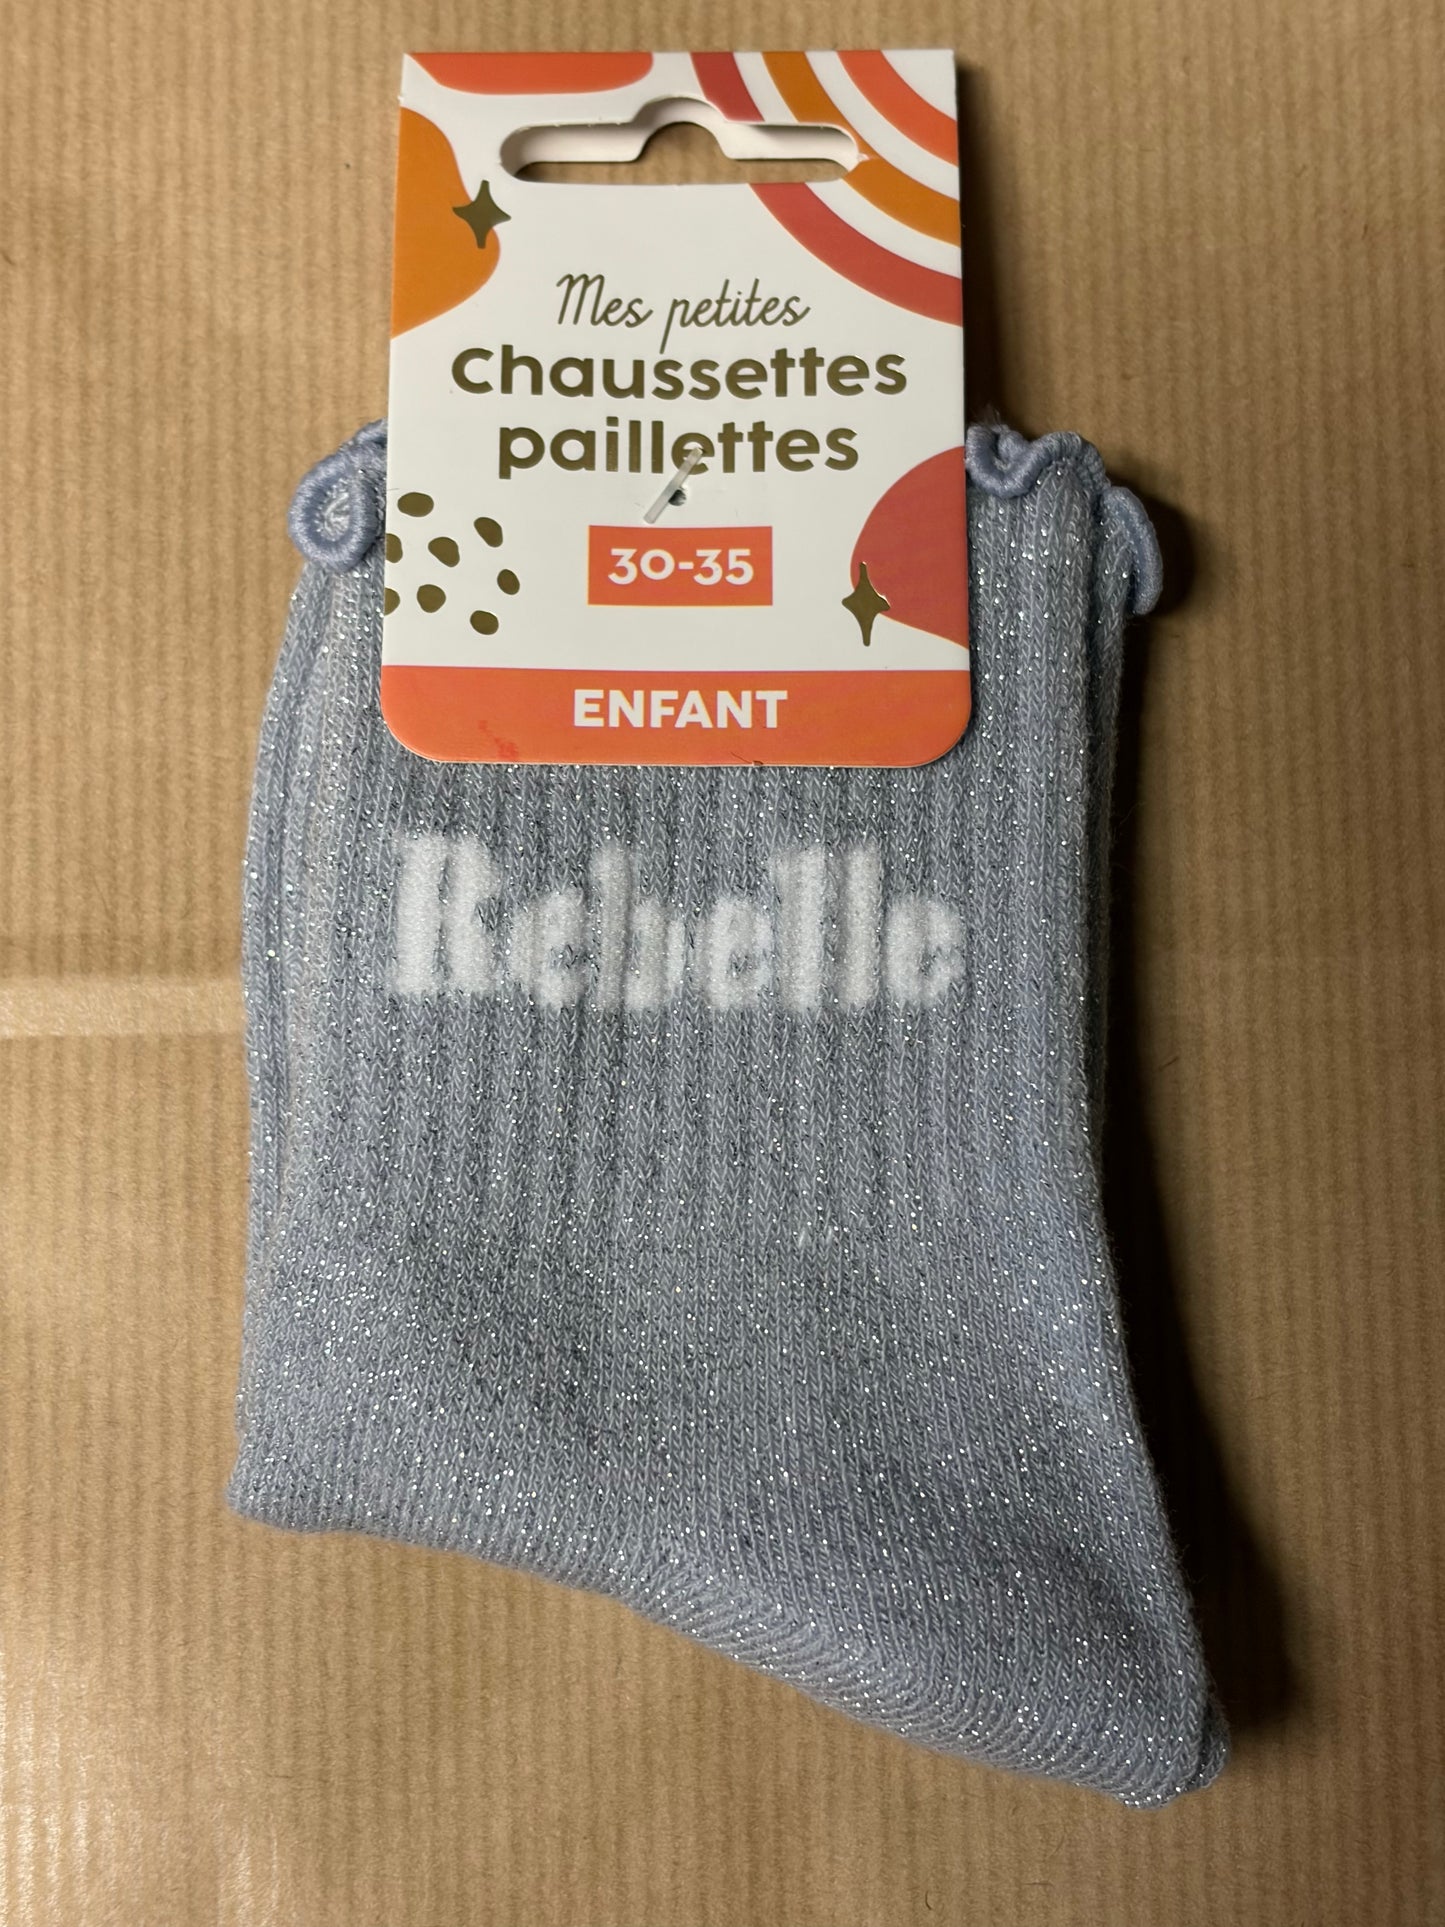 Mes petites
chaussettes
paillettes
30-35
ENFANT
Rebelle